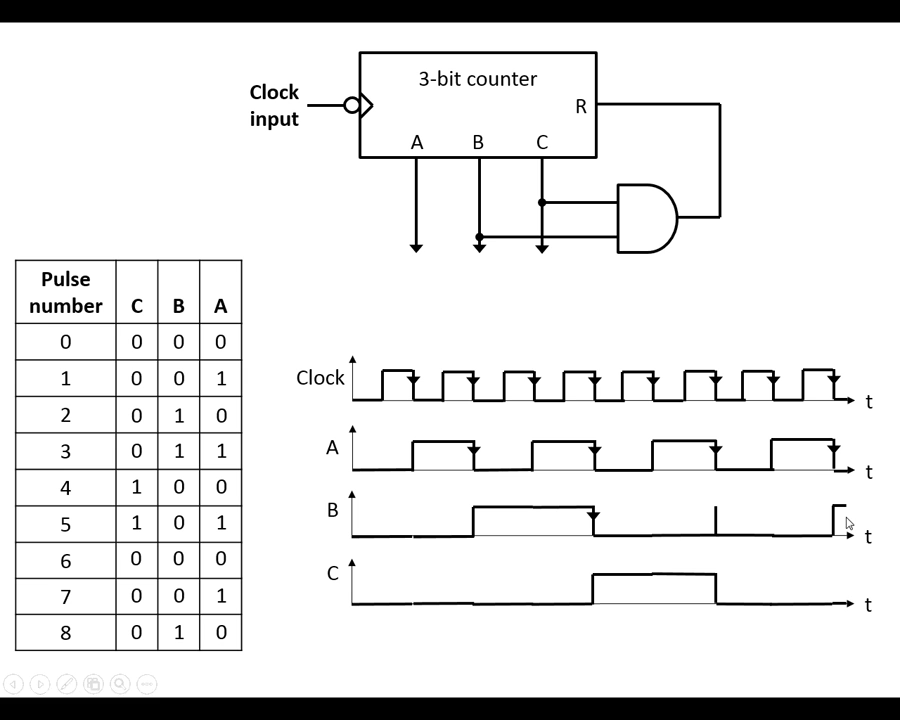 3-bit counter
Clock
input
R
A B C
Pulse
number C B A
0 0 0 0
1 0 0 1
2 0 1 0
3 0 1 1
4 1 0 0
5 1 0 1
6 0 0 0
7 0 0 1
8 0 1 0
Clock t
A t
B t
C t